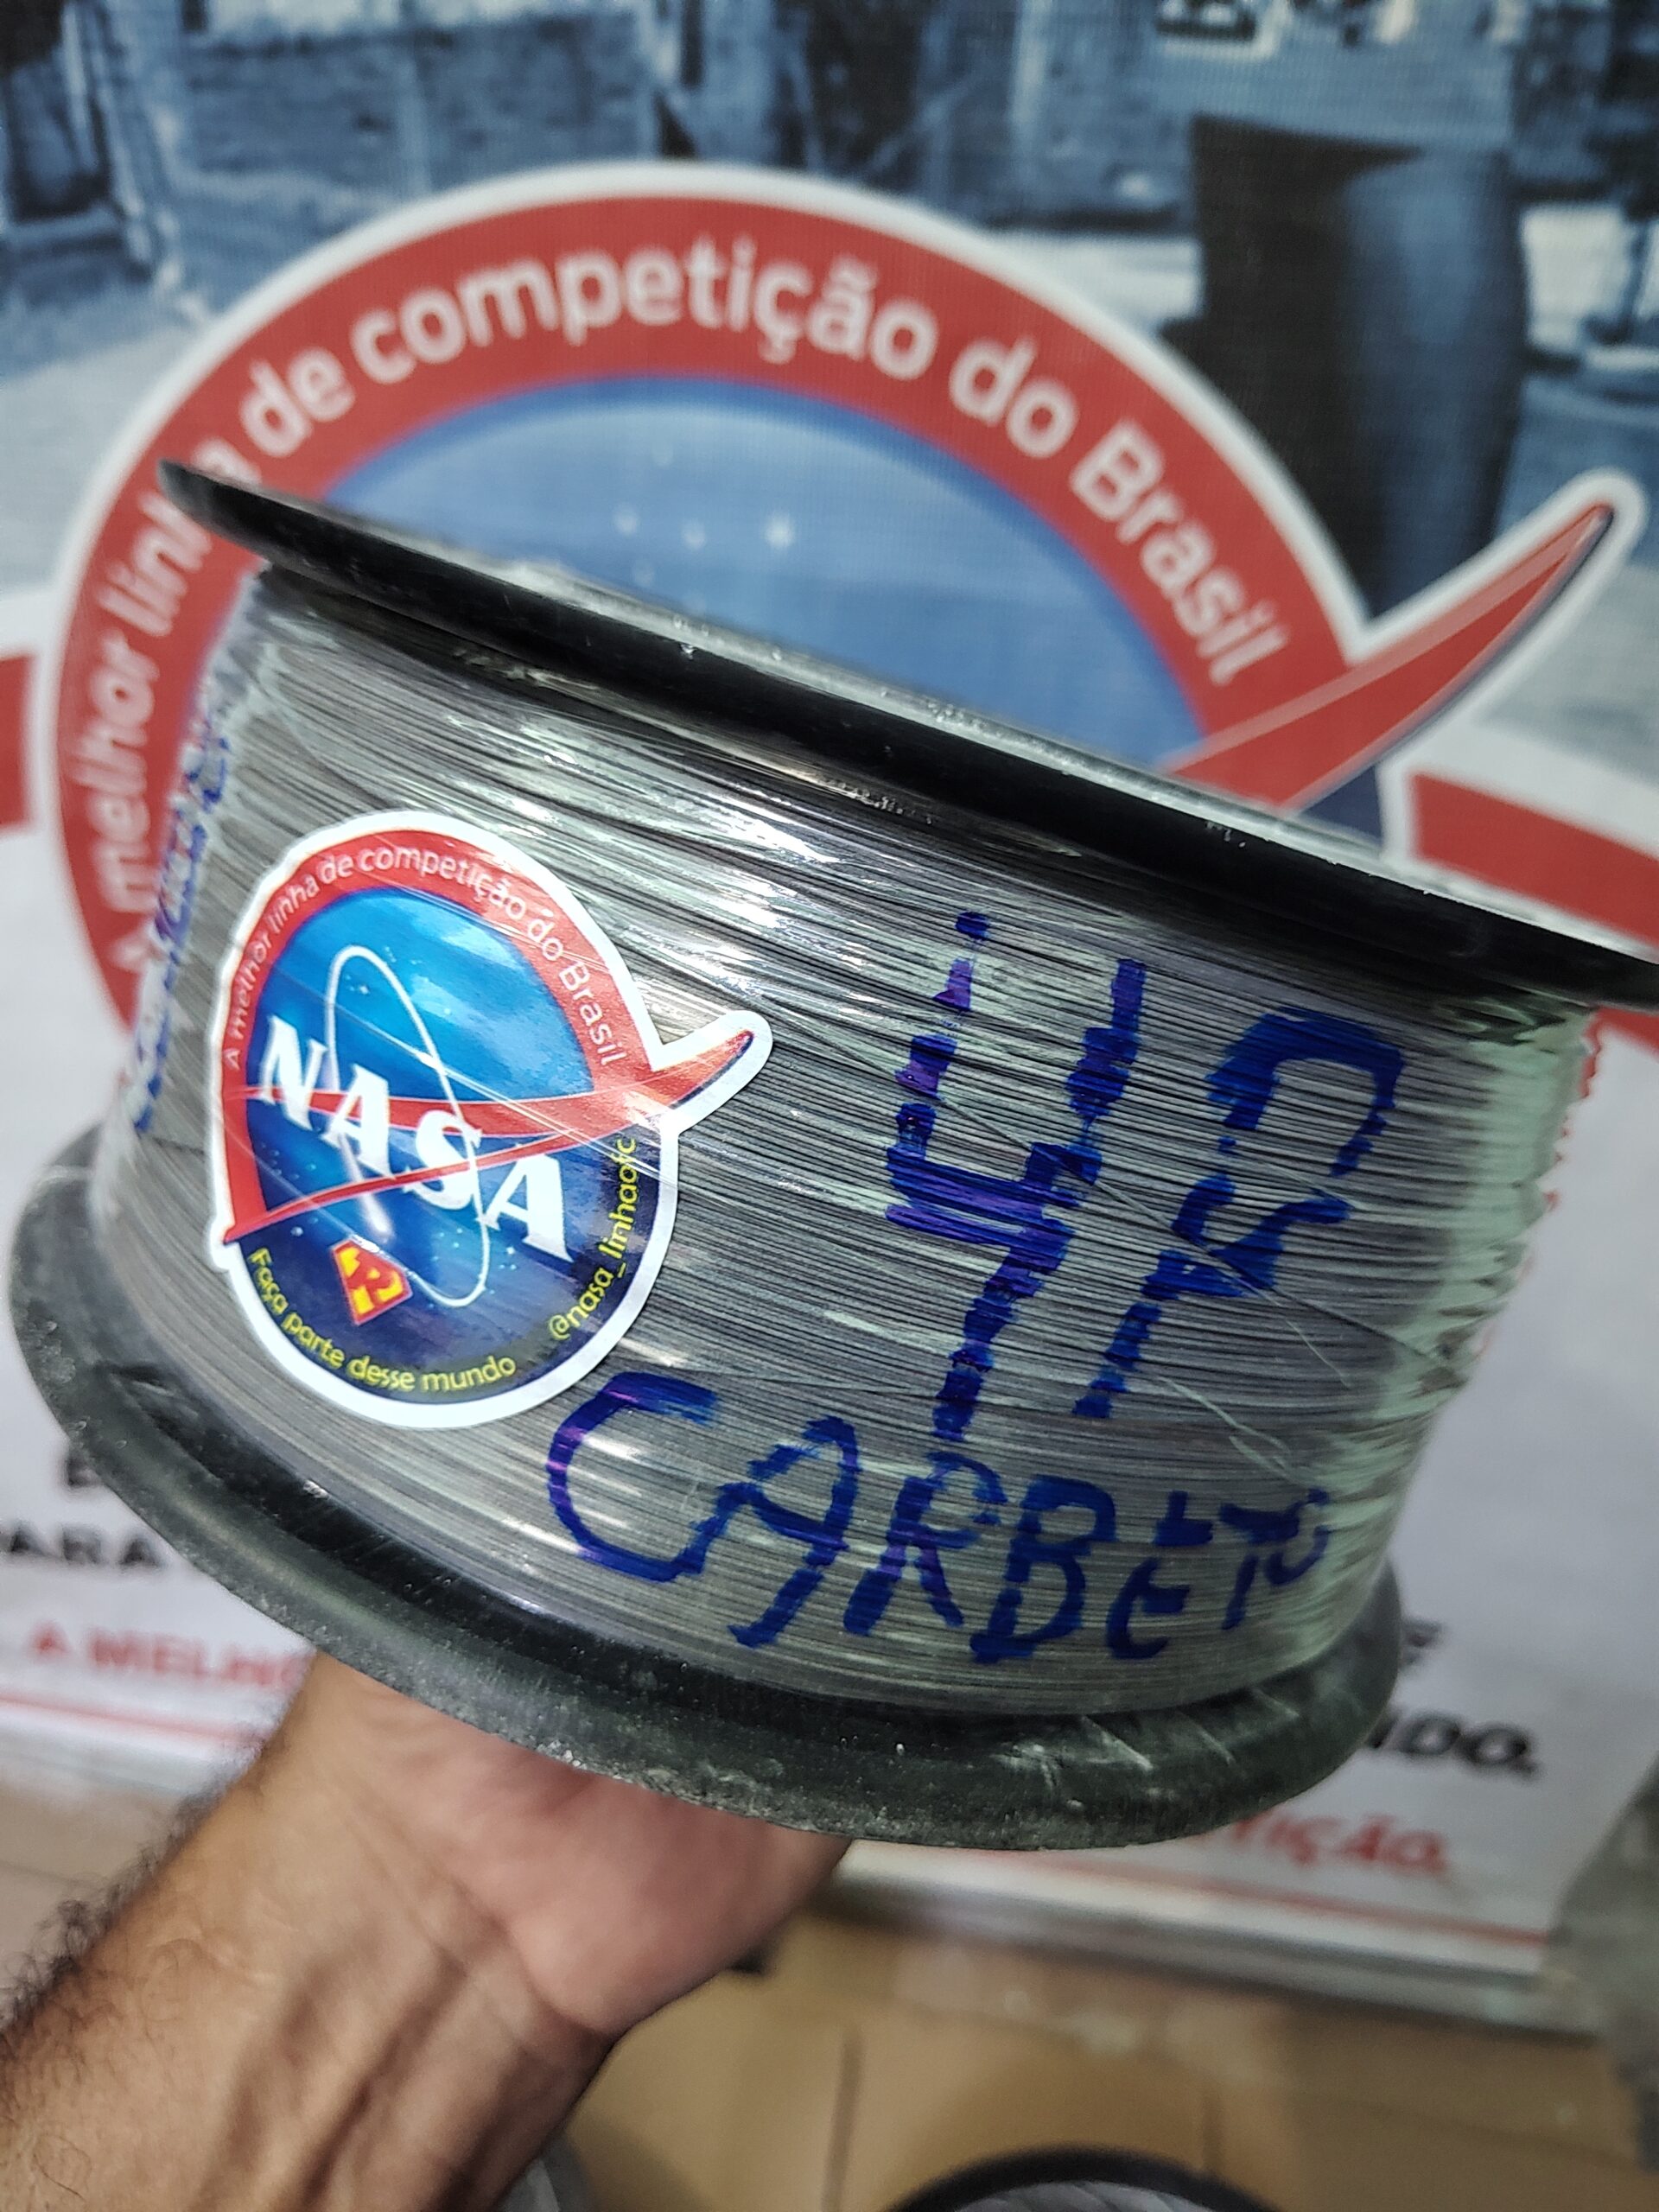 A melhor linha de competição do Brasil
A melhor linha de competição do Brasil
NASA
Faça parte desse mundo
@nasa_linhaofc
4P
CARBETO